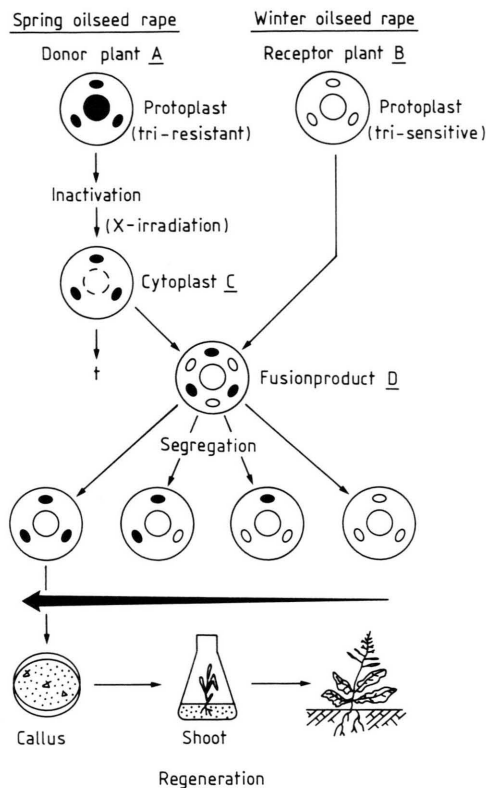 Spring oilseed rape
Winter oilseed rape
Donor plant A
Receptor plant B
Protoplast
(tri-resistant)
Protoplast
(tri-sensitive)
Inactivation
(X-irradiation)
Cytoplast C
t
Fusionproduct D
Segregation
Callus
Shoot
Regeneration